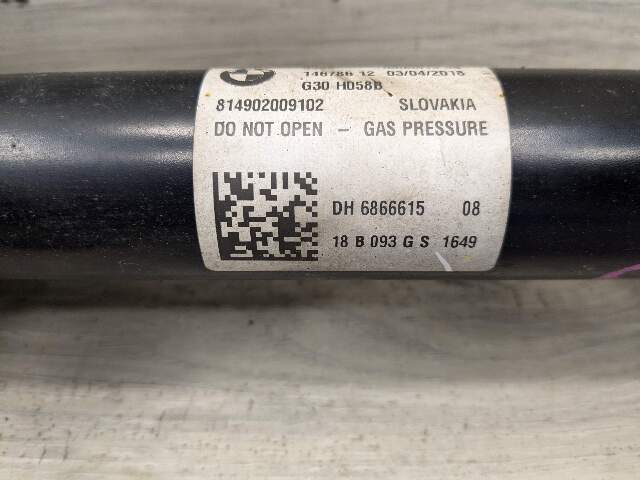 146786 12 03/04/2018
G30 H058B
814902009102 SLOVAKIA
DO NOT OPEN - GAS PRESSURE
DH 6866615 08
18 B 093 G S 1649